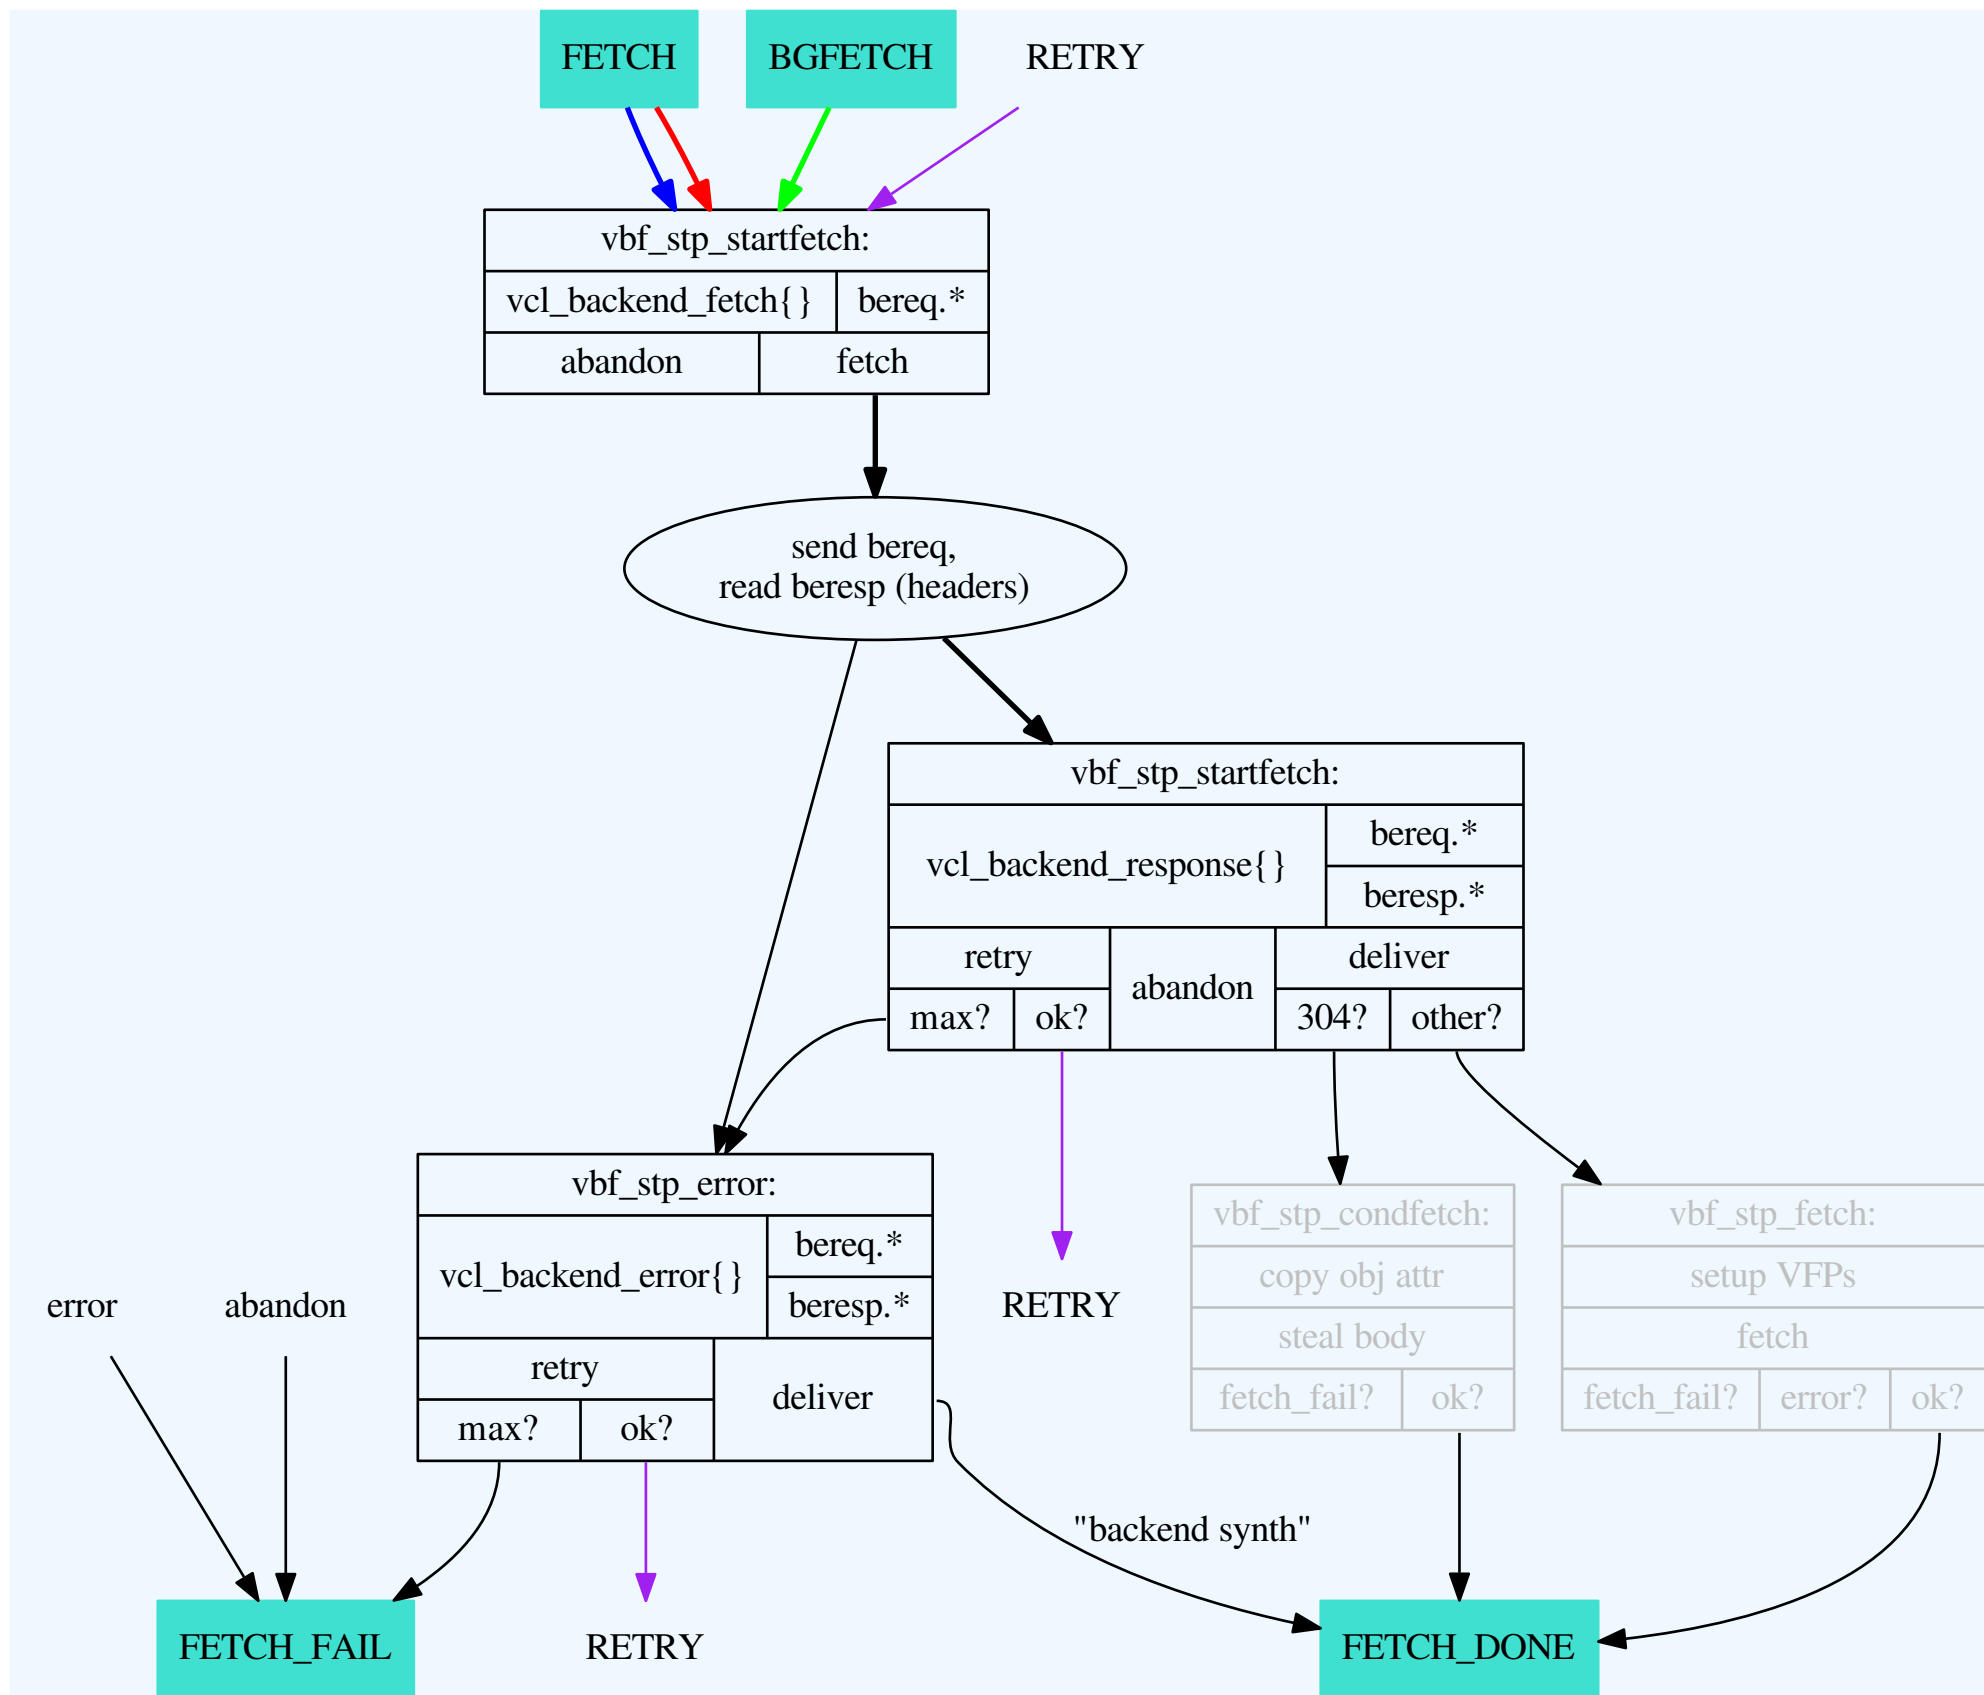 FETCH
BGFETCH
RETRY
vbf_stp_startfetch:
vcl_backend_fetch{}
bereq.*
abandon
fetch
send bereq,
read beresp (headers)
vbf_stp_startfetch:
vcl_backend_response{}
bereq.*
beresp.*
retry
max?
ok?
abandon
deliver
304?
other?
error
abandon
vbf_stp_error:
vcl_backend_error{}
bereq.*
beresp.*
retry
max?
ok?
deliver
RETRY
vbf_stp_condfetch:
copy obj attr
steal body
fetch_fail?
ok?
vbf_stp_fetch:
setup VFPs
fetch
fetch_fail?
error?
ok?
"backend synth"
FETCH_FAIL
RETRY
FETCH_DONE